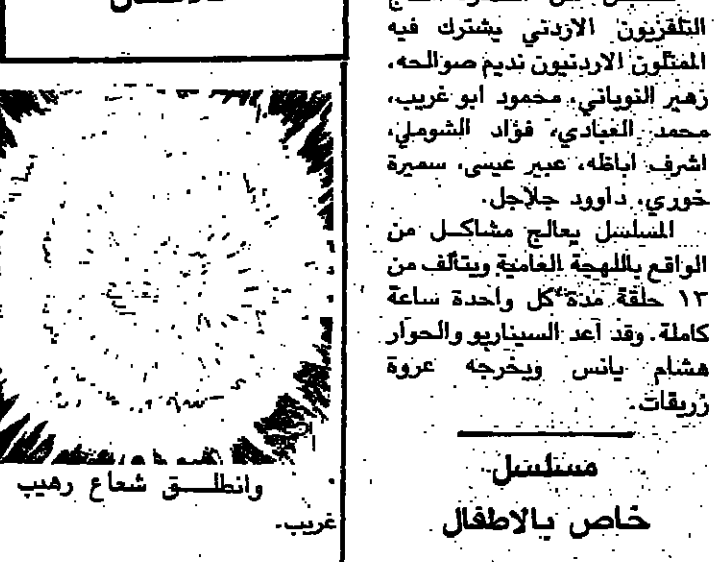 التلفزيون الاردني يشترك فيه
الممثلون الاردنيون نديم صوالحه،
زهير النوباني، محمود ابو غريب،
محمد العبادي، فؤاد الشوملي،
اشرف اباظه، عبير عيسى، سميرة
خوري، داوود جلاجل.
المسلسل يعالج مشاكل من
الواقع باللهجة العامية ويتألف من
١٣ حلقة مدة كل واحدة ساعة
كاملة. وقد أعد السيناريو والحوار
هشام يانس ويخرجه عروة
زريقات.
مسلسل
خاص بالاطفال
وانطلــق شعاع رهيب
غريب.